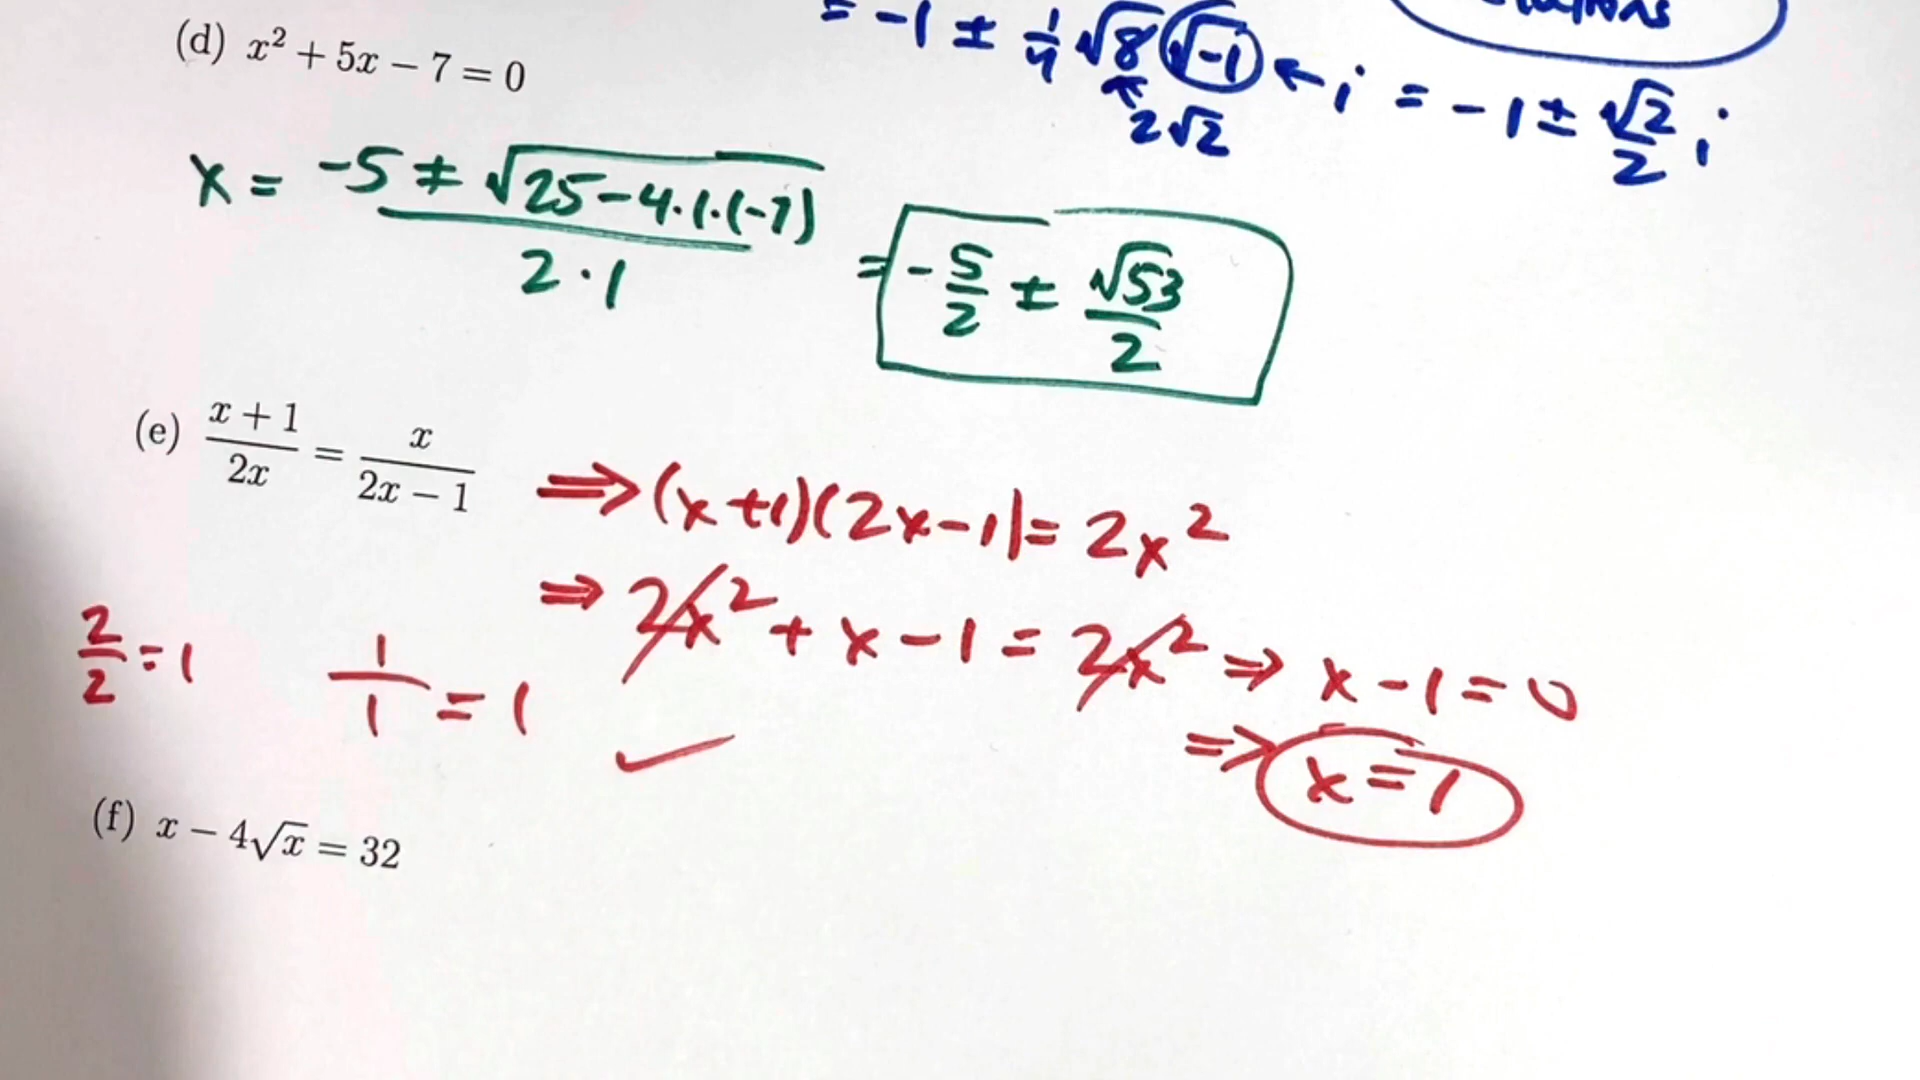 = -1 ± 1/4 √8 √-1 ← i = -1 ± √2/2 i
2√2
(d) x² + 5x − 7 = 0
x = (-5 ± √(25-4·1·(-7)))/(2·1) = -5/2 ± √53/2
(e) (x + 1)/(2x) = x/(2x − 1)
⇒ (x+1)(2x-1) = 2x²
⇒ 2x² + x - 1 = 2x² ⇒ x - 1 = 0
2/2 = 1
1/1 = 1 ✓
⇒ x = 1
(f) x − 4√x = 32